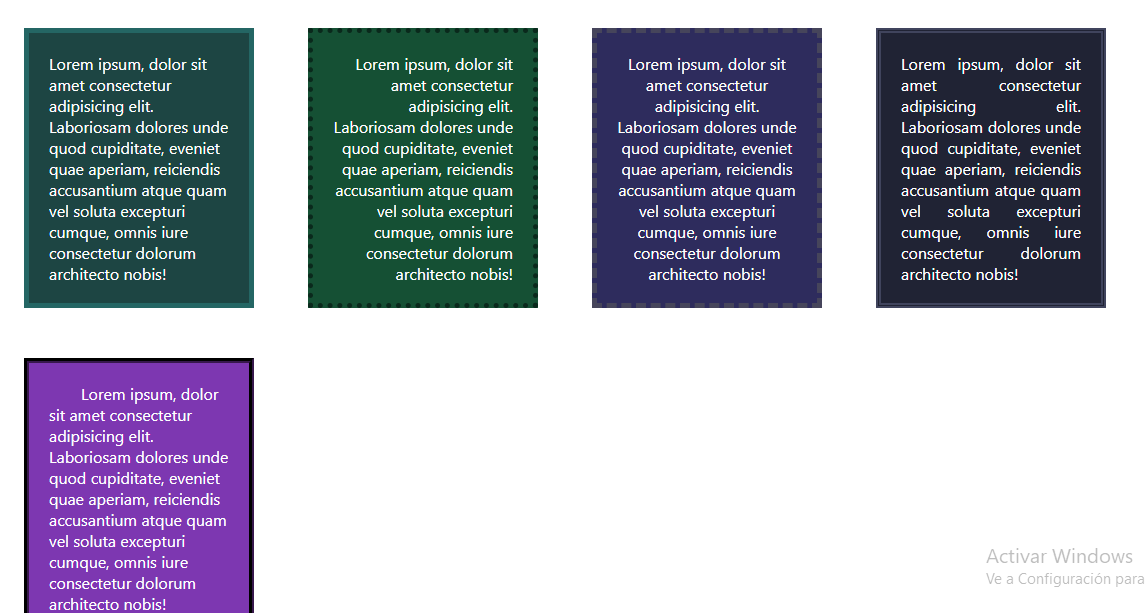 Lorem ipsum, dolor sit
amet consectetur
adipisicing elit.
Laboriosam dolores unde
quod cupiditate, eveniet
quae aperiam, reiciendis
accusantium atque quam
vel soluta excepturi
cumque, omnis iure
consectetur dolorum
architecto nobis!
Lorem ipsum, dolor sit
amet consectetur
adipisicing elit.
Laboriosam dolores unde
quod cupiditate, eveniet
quae aperiam, reiciendis
accusantium atque quam
vel soluta excepturi
cumque, omnis iure
consectetur dolorum
architecto nobis!
Lorem ipsum, dolor sit
amet consectetur
adipisicing elit.
Laboriosam dolores unde
quod cupiditate, eveniet
quae aperiam, reiciendis
accusantium atque quam
vel soluta excepturi
cumque, omnis iure
consectetur dolorum
architecto nobis!
Lorem ipsum, dolor sit
amet consectetur
adipisicing elit.
Laboriosam dolores unde
quod cupiditate, eveniet
quae aperiam, reiciendis
accusantium atque quam
vel soluta excepturi
cumque, omnis iure
consectetur dolorum
architecto nobis!
Lorem ipsum, dolor
sit amet consectetur
adipisicing elit.
Laboriosam dolores unde
quod cupiditate, eveniet
quae aperiam, reiciendis
accusantium atque quam
vel soluta excepturi
cumque, omnis iure
consectetur dolorum
architecto nobis!
Activar Windows
Ve a Configuración para